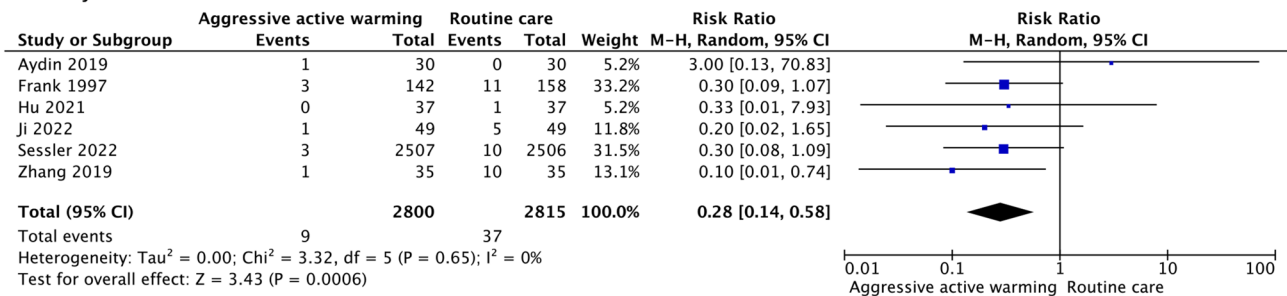 Aggressive active warming Routine care Risk Ratio Risk Ratio
Study or Subgroup Events Total Events Total Weight M-H, Random, 95% CI M-H, Random, 95% CI
Aydin 2019 1 30 0 30 5.2% 3.00 [0.13, 70.83]
Frank 1997 3 142 11 158 33.2% 0.30 [0.09, 1.07]
Hu 2021 0 37 1 37 5.2% 0.33 [0.01, 7.93]
Ji 2022 1 49 5 49 11.8% 0.20 [0.02, 1.65]
Sessler 2022 3 2507 10 2506 31.5% 0.30 [0.08, 1.09]
Zhang 2019 1 35 10 35 13.1% 0.10 [0.01, 0.74]
Total (95% CI) 2800 2815 100.0% 0.28 [0.14, 0.58]
Total events 9 37
Heterogeneity: Tau² = 0.00; Chi² = 3.32, df = 5 (P = 0.65); I² = 0%
Test for overall effect: Z = 3.43 (P = 0.0006)
0.01 0.1 1 10 100
Aggressive active warming Routine care